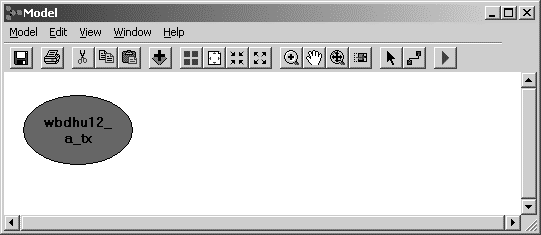 Model
Model Edit View Window Help
wbdhu12_
a_tx